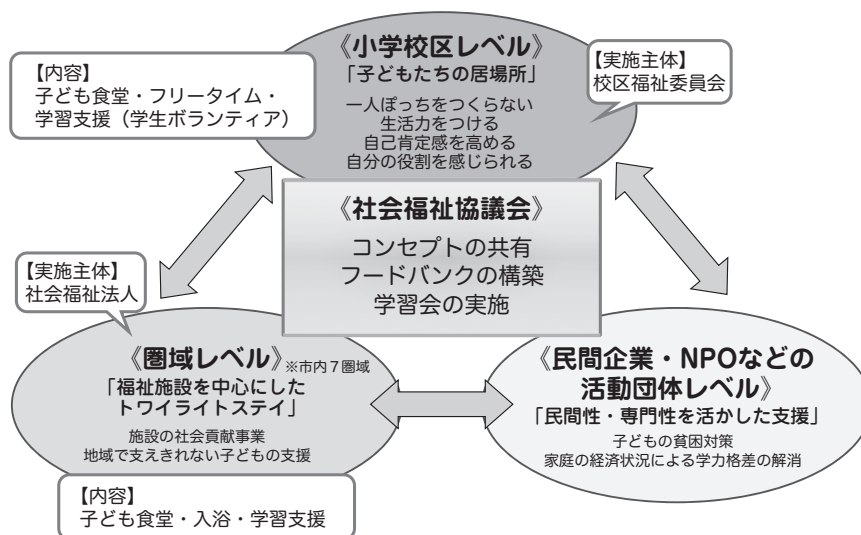 《小学校区レベル》
「子どもたちの居場所」
一人ぼっちをつくらない
生活力をつける
自己肯定感を高める
自分の役割を感じられる
【内容】
子ども食堂・フリータイム・
学習支援（学生ボランティア）
【実施主体】
校区福祉委員会
《社会福祉協議会》
コンセプトの共有
フードバンクの構築
学習会の実施
【実施主体】
社会福祉法人
《圏域レベル》※市内７圏域
「福祉施設を中心にした
トワイライトステイ」
施設の社会貢献事業
地域で支えきれない子どもの支援
【内容】
子ども食堂・入浴・学習支援
《民間企業・NPOなどの
活動団体レベル》
「民間性・専門性を活かした支援」
子どもの貧困対策
家庭の経済状況による学力格差の解消